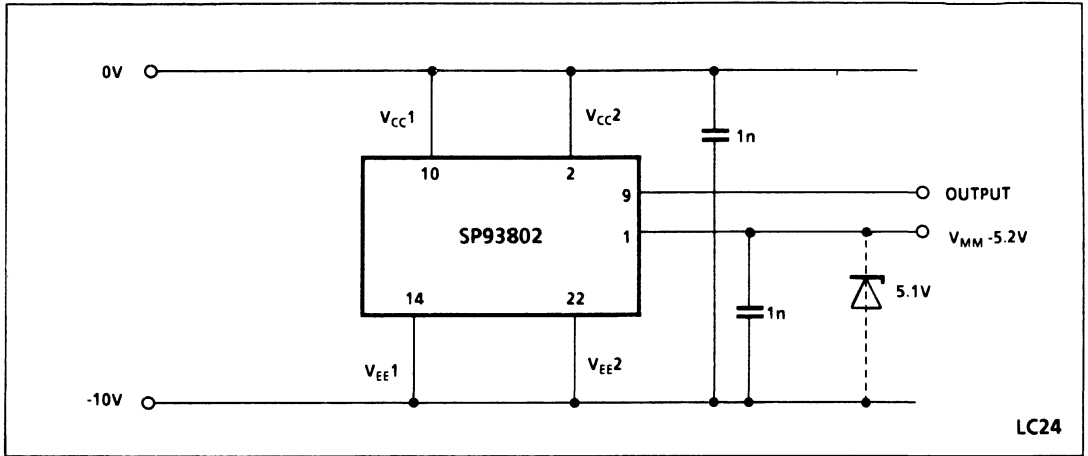 0V
VCC1
VCC2
1n
10
2
9
OUTPUT
SP93802
1
VMM -5.2V
5.1V
14
22
1n
VEE1
VEE2
-10V
LC24